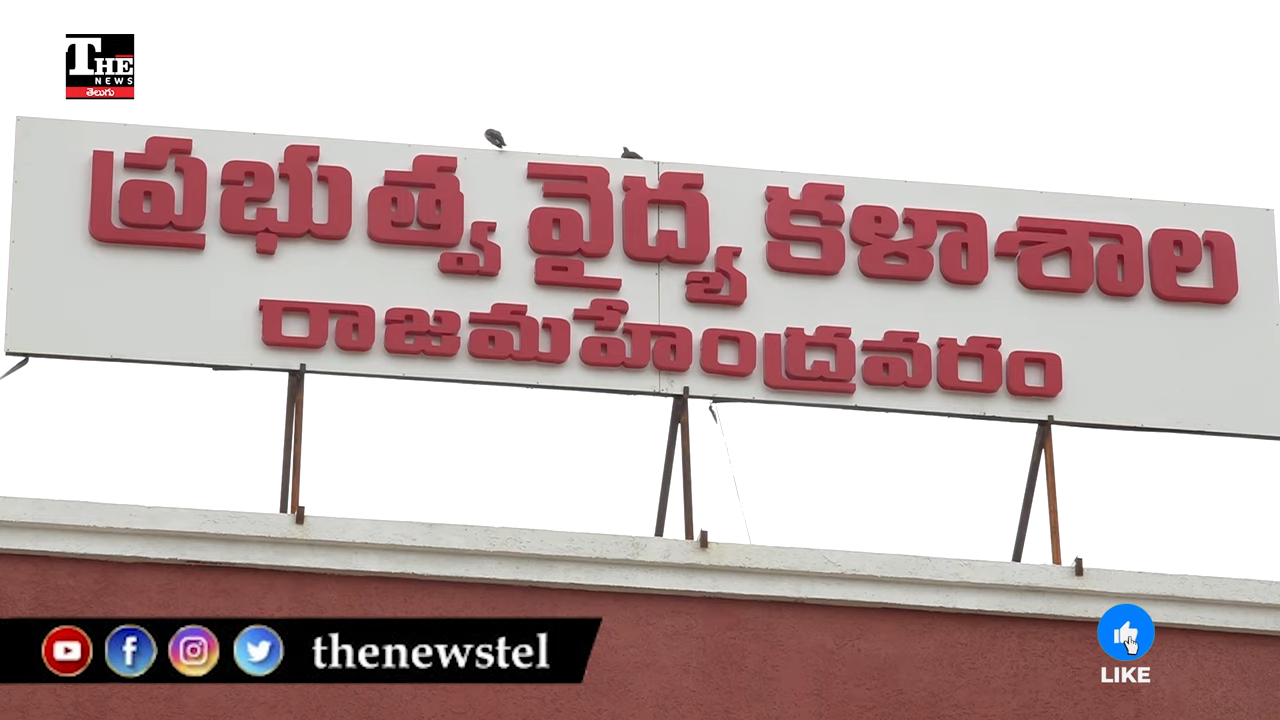 THE
NEWS
తెలుగు
ప్రభుత్వ వైద్య కళాశాల
రాజమహేంద్రవరం
thenewstel
LIKE